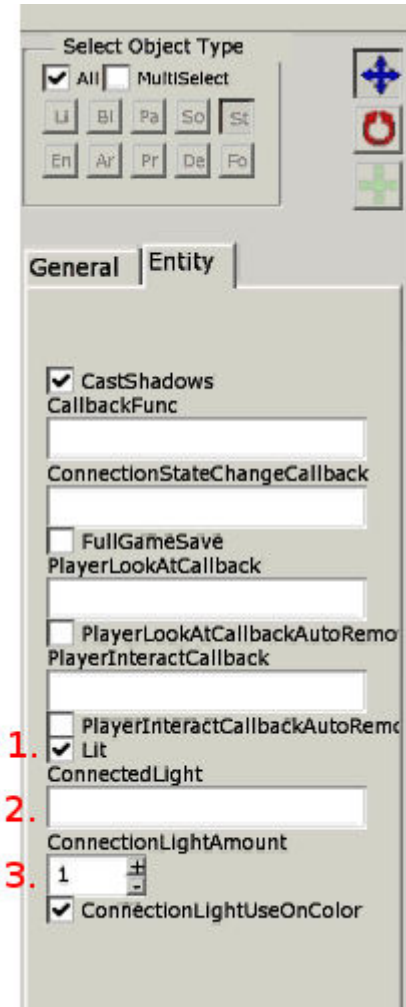 Select Object Type
All MultiSelect
Li Bl Pa So St
En Ar Pr De Fo
General Entity
CastShadows
CallbackFunc
ConnectionStateChangeCallback
FullGameSave
PlayerLookAtCallback
PlayerLookAtCallbackAutoRemo
PlayerInteractCallback
PlayerInteractCallbackAutoRemo
1. Lit
ConnectedLight
2.
ConnectionLightAmount
3. 1 + -
ConnectionLightUseOnColor